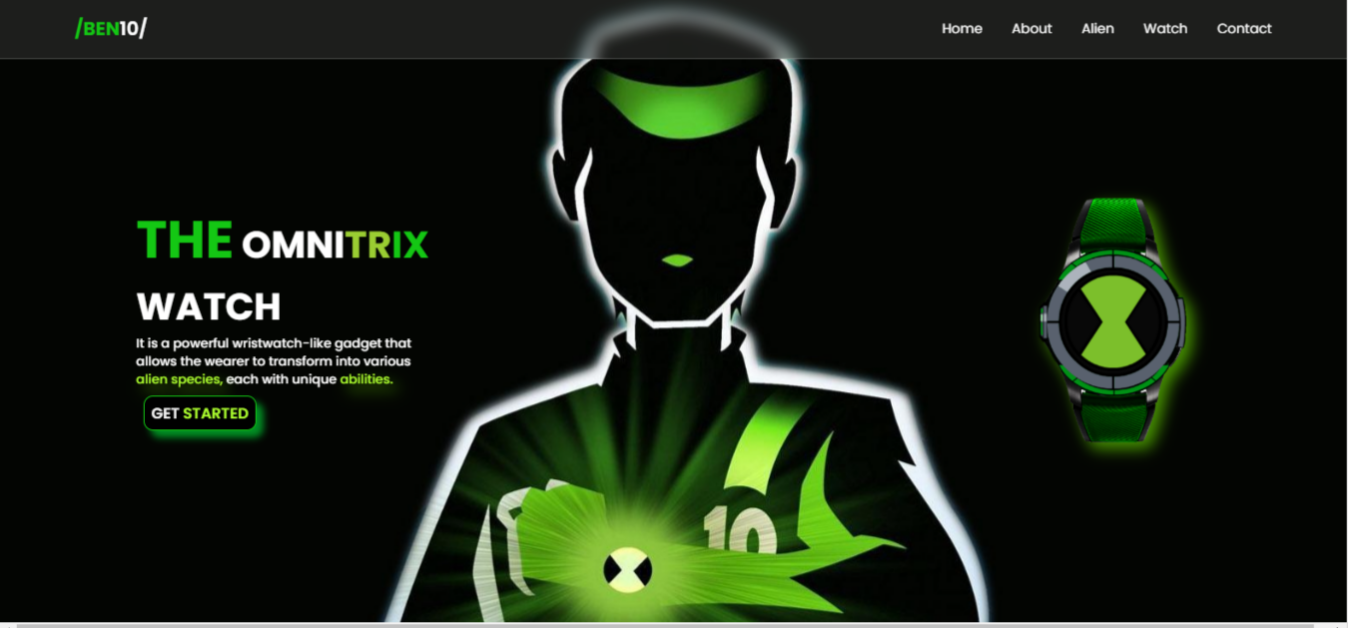 /BEN10/
Home About Alien Watch Contact
THE OMNITRIX
WATCH
It is a powerful wristwatch-like gadget that
allows the wearer to transform into various
alien species, each with unique abilities.
GET STARTED
10